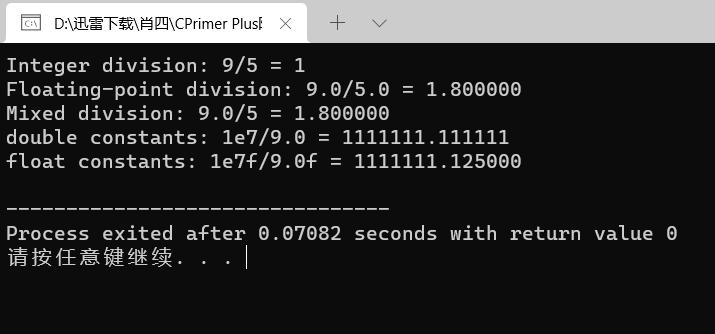 D:\迅雷下载\肖四\CPrimer Plus
Integer division: 9/5 = 1
Floating-point division: 9.0/5.0 = 1.800000
Mixed division: 9.0/5 = 1.800000
double constants: 1e7/9.0 = 1111111.111111
float constants: 1e7f/9.0f = 1111111.125000
--------------------------------
Process exited after 0.07082 seconds with return value 0
请按任意键继续. . .